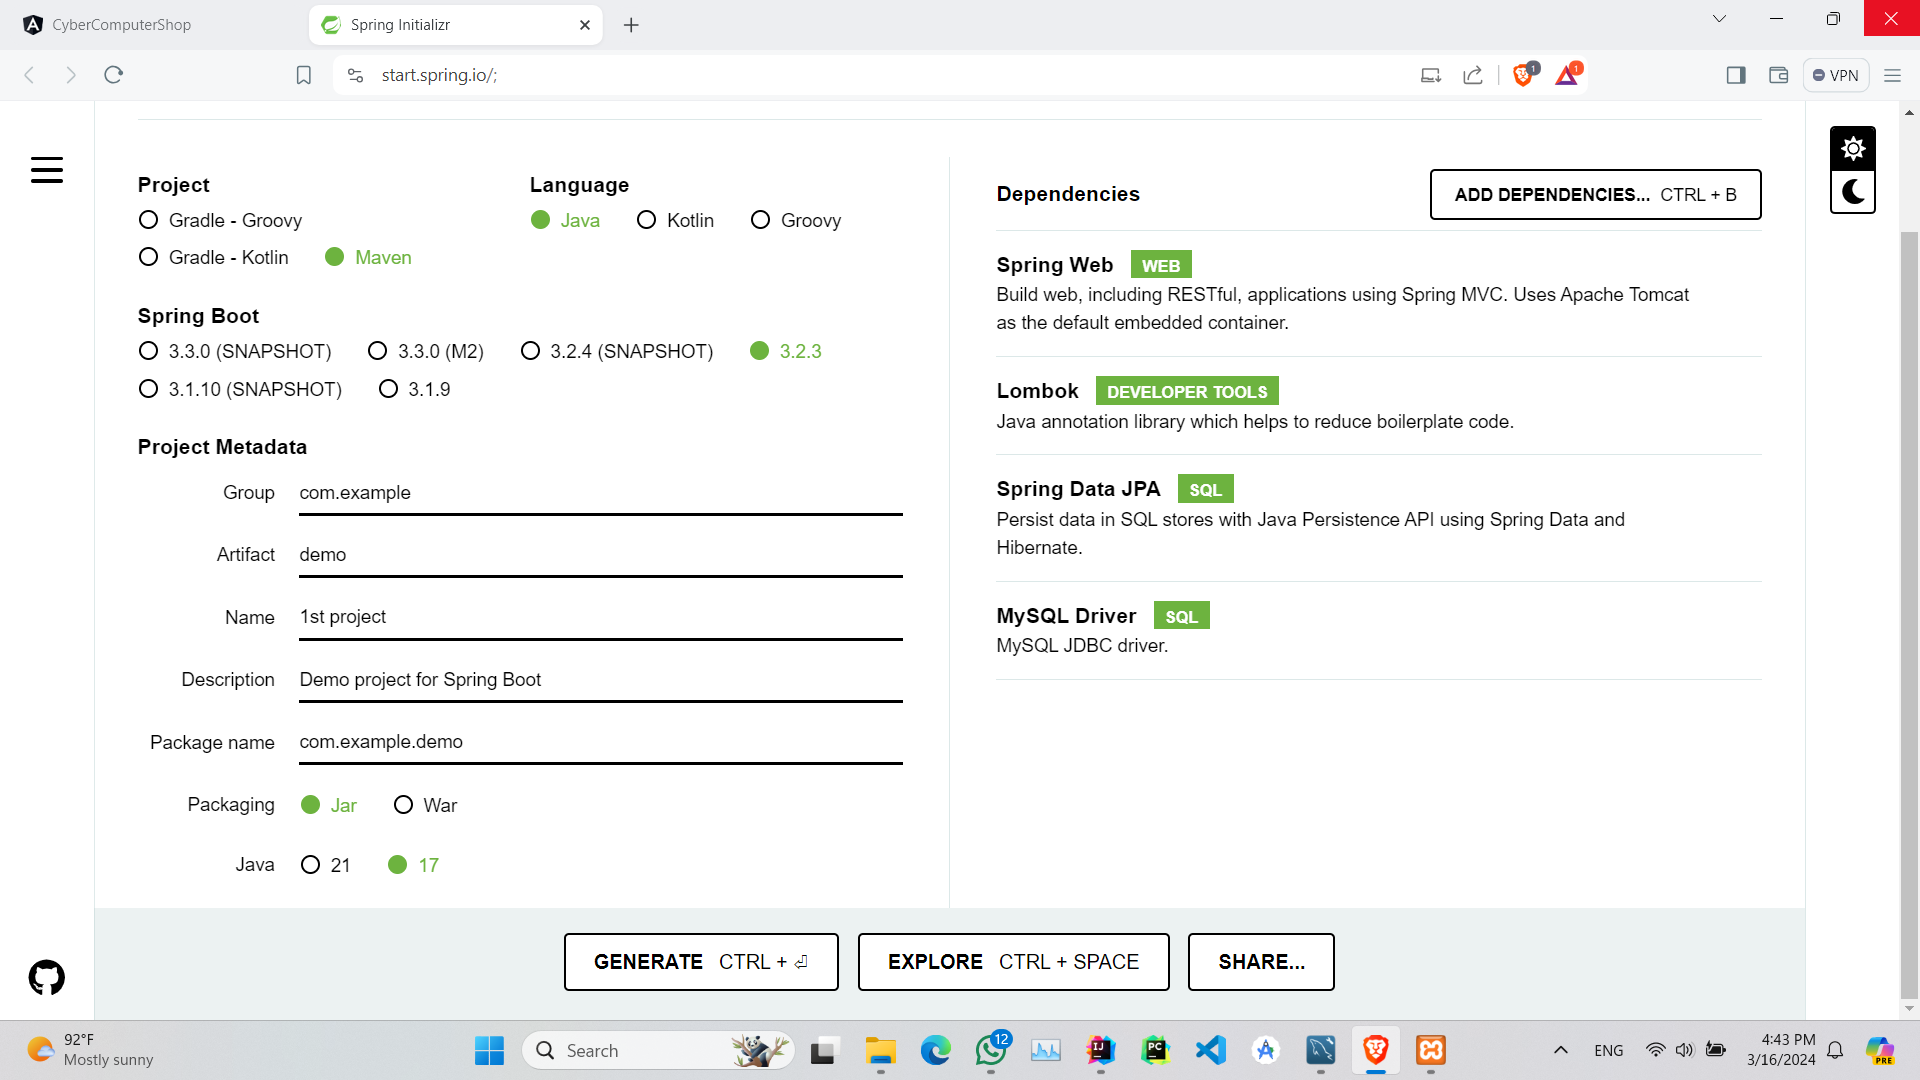 CyberComputerShop
Spring Initializr
start.spring.io/;
1
1
VPN
Project
Gradle - Groovy
Gradle - Kotlin
Maven
Language
Java
Kotlin
Groovy
Spring Boot
3.3.0 (SNAPSHOT)
3.3.0 (M2)
3.2.4 (SNAPSHOT)
3.2.3
3.1.10 (SNAPSHOT)
3.1.9
Project Metadata
Group
com.example
Artifact
demo
Name
1st project
Description
Demo project for Spring Boot
Package name
com.example.demo
Packaging
Jar
War
Java
21
17
Dependencies
ADD DEPENDENCIES... CTRL + B
Spring Web WEB
Build web, including RESTful, applications using Spring MVC. Uses Apache Tomcat
as the default embedded container.
Lombok DEVELOPER TOOLS
Java annotation library which helps to reduce boilerplate code.
Spring Data JPA SQL
Persist data in SQL stores with Java Persistence API using Spring Data and
Hibernate.
MySQL Driver SQL
MySQL JDBC driver.
GENERATE CTRL + ⏎
EXPLORE CTRL + SPACE
SHARE...
92°F
Mostly sunny
Search
12
IJ
PC
ENG
4:43 PM
3/16/2024
PRE